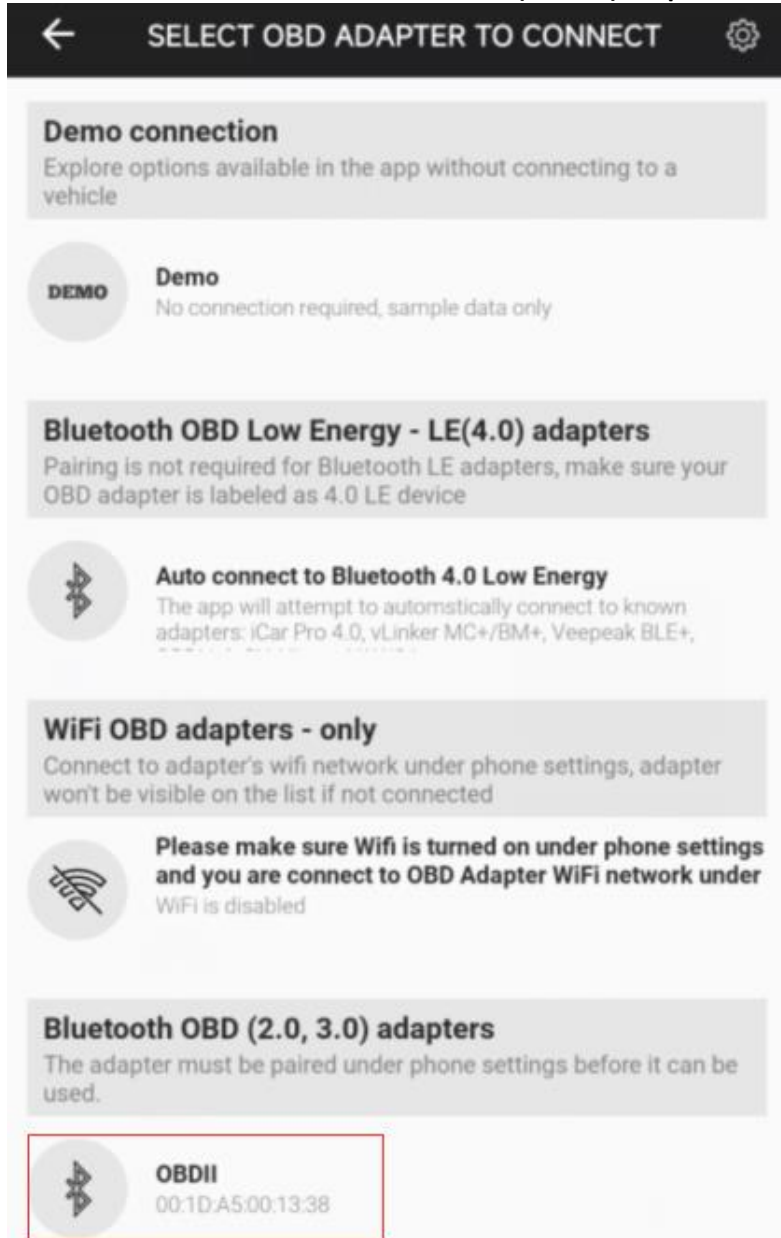 SELECT OBD ADAPTER TO CONNECT
Demo connection
Explore options available in the app without connecting to a
vehicle
DEMO
Demo
No connection required, sample data only
Bluetooth OBD Low Energy - LE(4.0) adapters
Pairing is not required for Bluetooth LE adapters, make sure your
OBD adapter is labeled as 4.0 LE device
Auto connect to Bluetooth 4.0 Low Energy
The app will attempt to automstically connect to known
adapters: iCar Pro 4.0, vLinker MC+/BM+, Veepeak BLE+,
WiFi OBD adapters - only
Connect to adapter's wifi network under phone settings, adapter
won't be visible on the list if not connected
Please make sure Wifi is turned on under phone settings
and you are connect to OBD Adapter WiFi network under
WiFi is disabled
Bluetooth OBD (2.0, 3.0) adapters
The adapter must be paired under phone settings before it can be
used.
OBDII
00:1D:A5:00:13:38